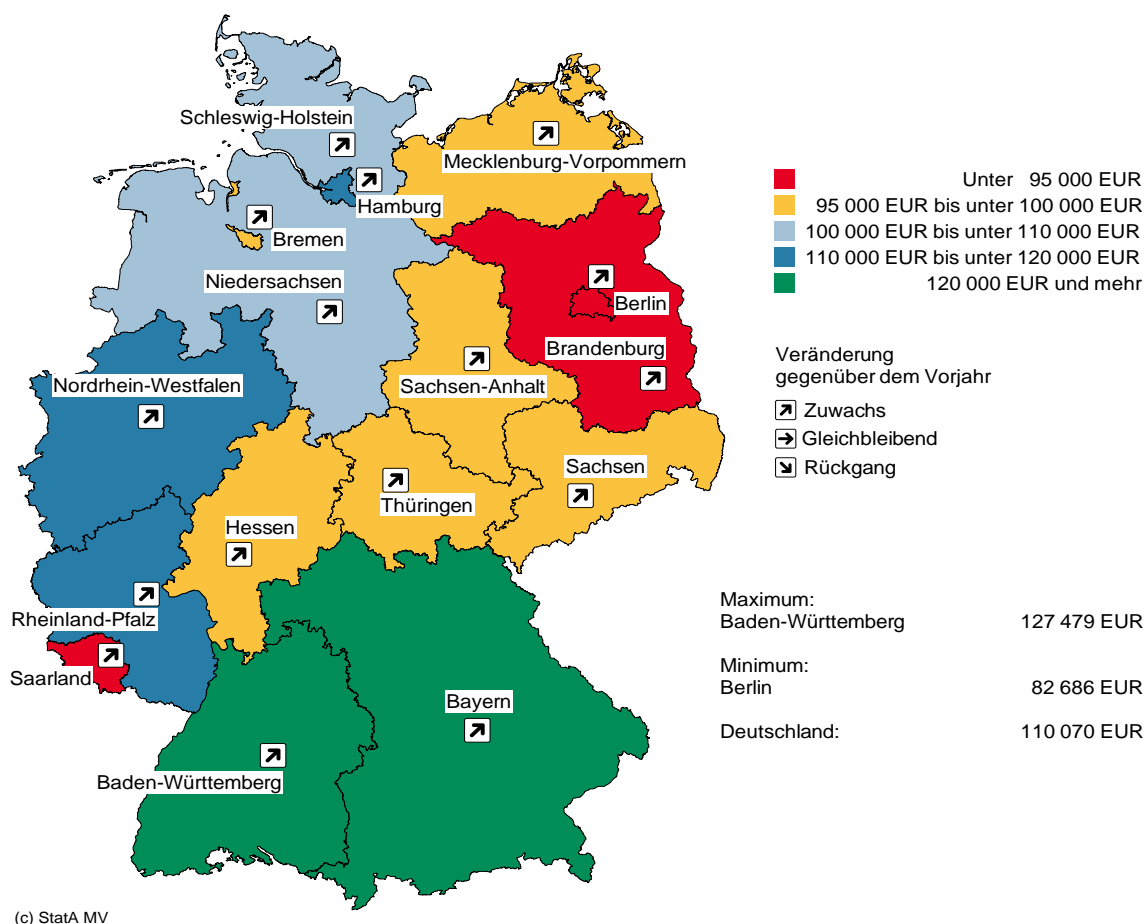 Schleswig-Holstein
Mecklenburg-Vorpommern
Hamburg
Bremen
Niedersachsen
Berlin
Brandenburg
Nordrhein-Westfalen
Sachsen-Anhalt
Sachsen
Thüringen
Hessen
Rheinland-Pfalz
Saarland
Bayern
Baden-Württemberg
Unter 95 000 EUR
95 000 EUR bis unter 100 000 EUR
100 000 EUR bis unter 110 000 EUR
110 000 EUR bis unter 120 000 EUR
120 000 EUR und mehr
Veränderung
gegenüber dem Vorjahr
Zuwachs
Gleichbleibend
Rückgang
Maximum:
Baden-Württemberg 127 479 EUR
Minimum:
Berlin 82 686 EUR
Deutschland: 110 070 EUR
(c) StatA MV